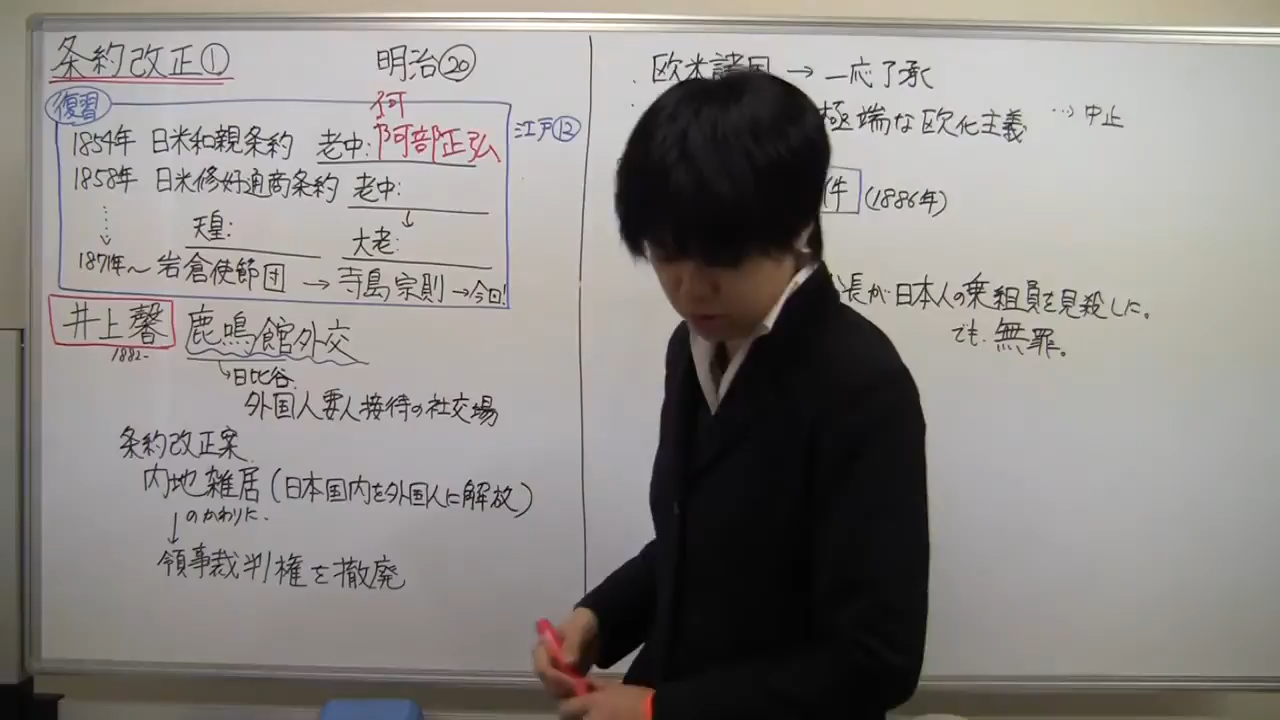 条約改正① 明治⑳
復習
何
1854年 日米和親条約 老中: 阿部正弘
江戸⑫
1858年 日米修好通商条約 老中:
天皇:
大老:
1871年~ 岩倉使節団 → 寺島宗則 → 今回!
井上馨 鹿鳴館外交
1882-
日比谷
外国人要人接待の社交場
条約改正案
内地雑居(日本国内を外国人に解放)
のかわりに、
領事裁判権を撤廃
欧米諸国 → 一応了承
極端な欧化主義 …> 中止
件 (1886年)
長が日本人の乗組員を見殺しに。
でも、無罪。